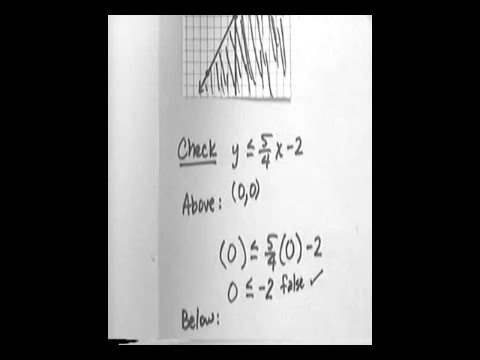 Check y ≤ 5/4 x - 2
Above: (0,0)
(0) ≤ 5/4 (0) - 2
0 ≤ -2 false ✓
Below: